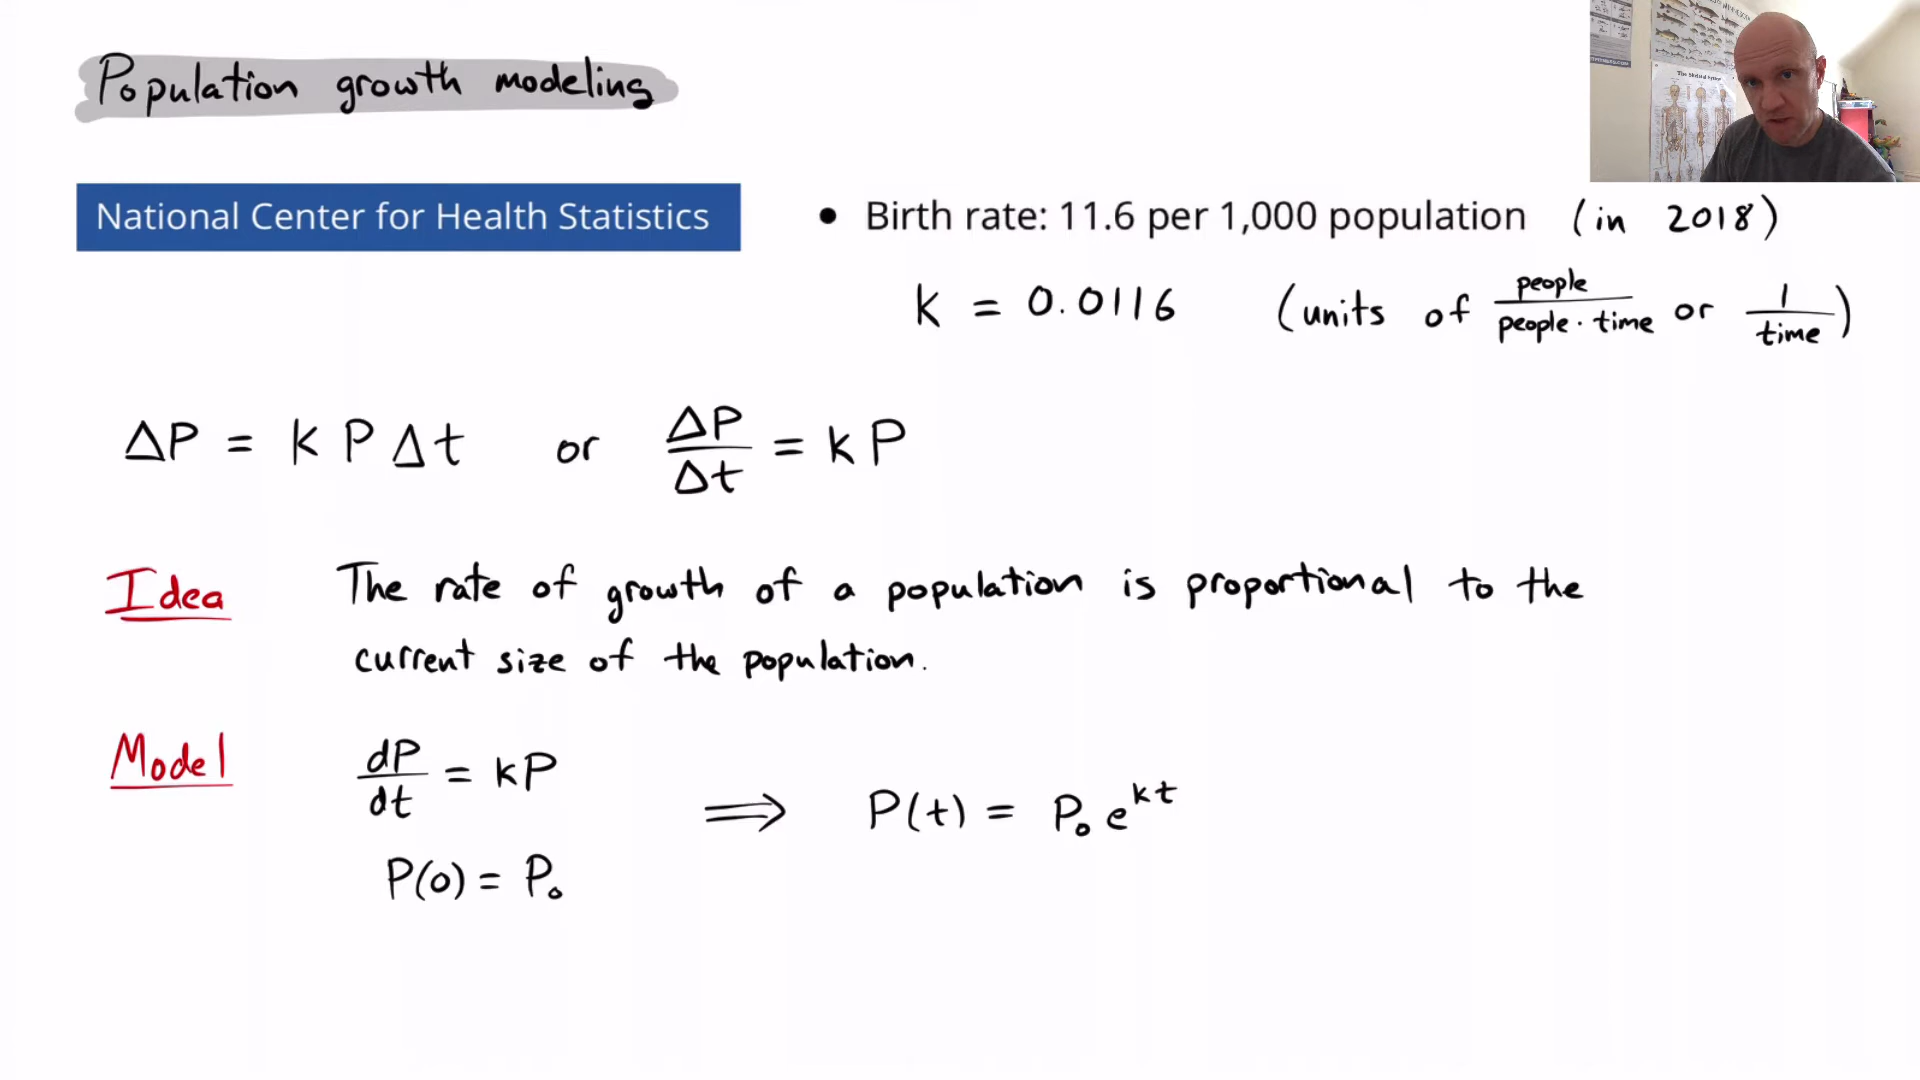 Population growth modeling
National Center for Health Statistics
• Birth rate: 11.6 per 1,000 population (in 2018)
k = 0.0116 (units of people / people · time or 1 / time)
ΔP = k P Δt or ΔP/Δt = k P
Idea The rate of growth of a population is proportional to the
current size of the population.
Model dP/dt = kP
⟹ P(t) = P₀ e^{kt}
P(0) = P₀
The Skeletal System